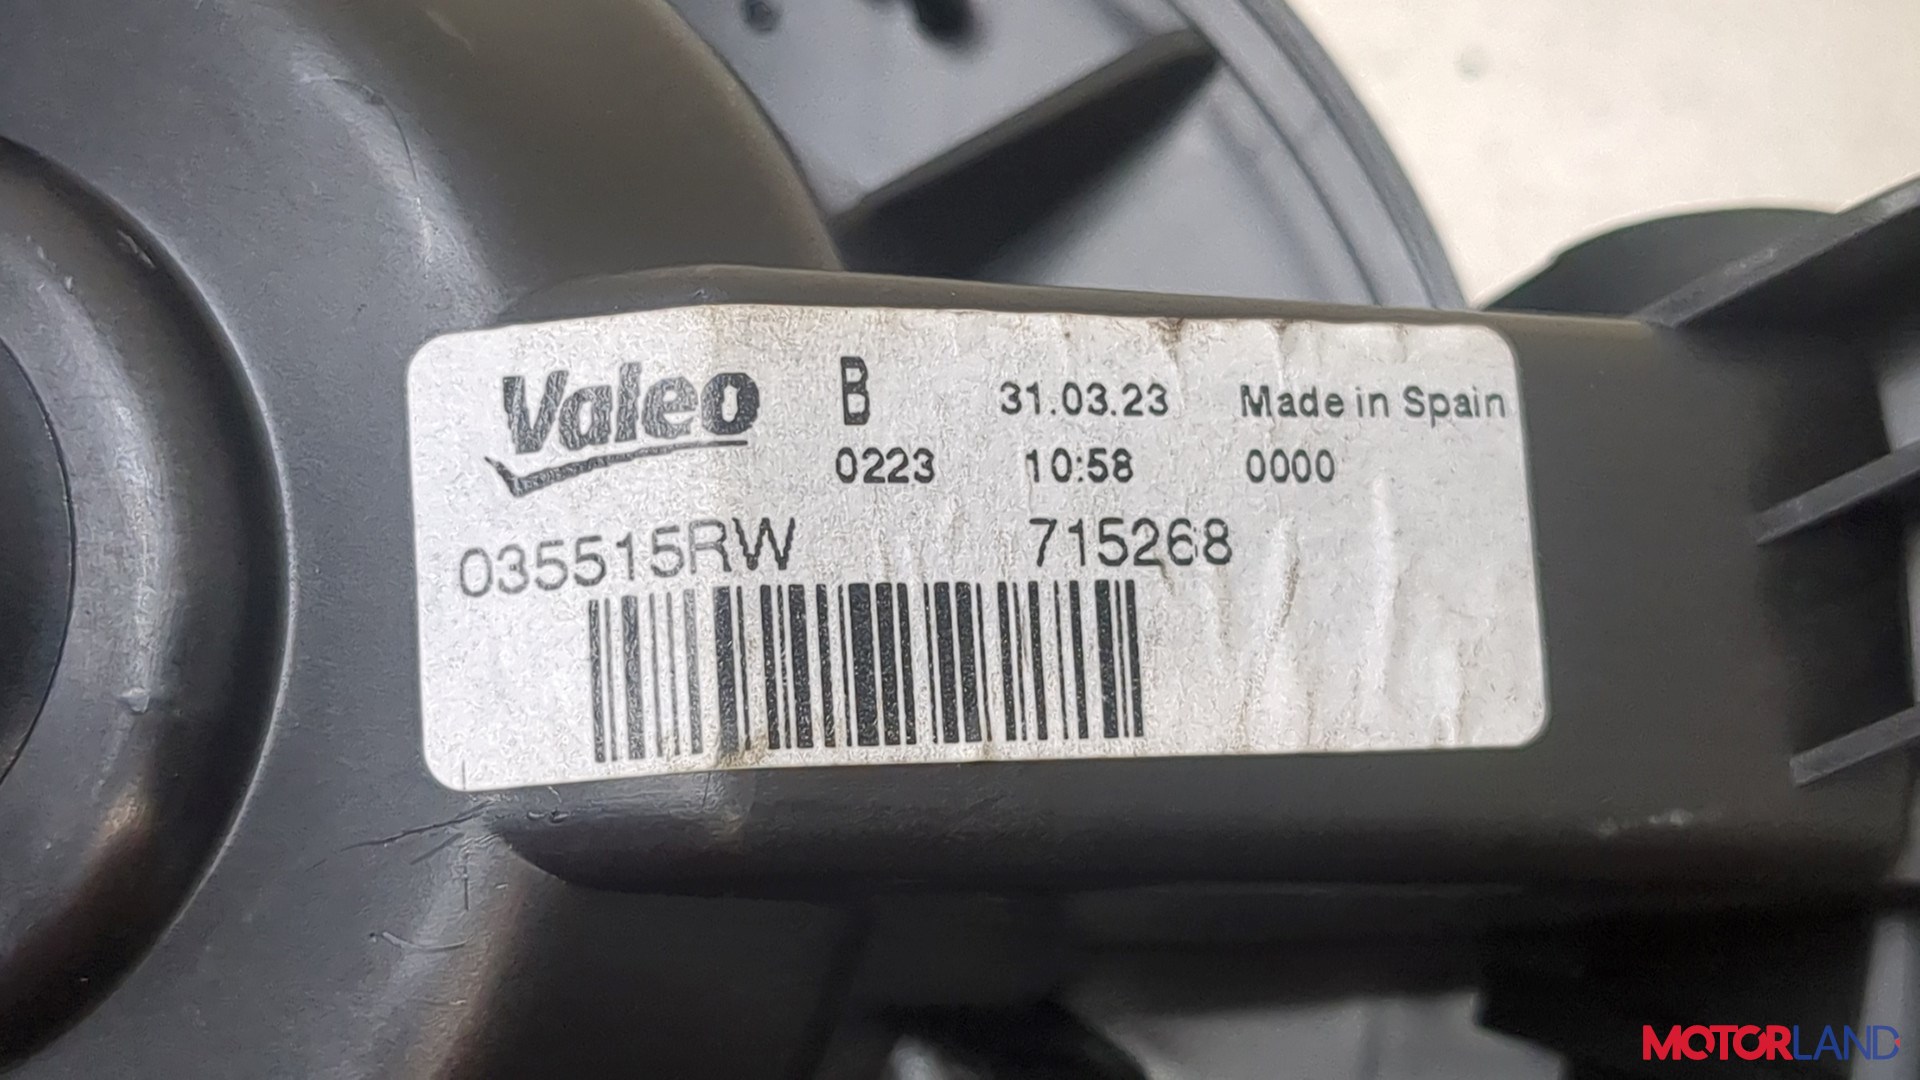 Valeo B 31.03.23 Made in Spain
0223 10:58 0000
035515RW 715268
MOTORLAND